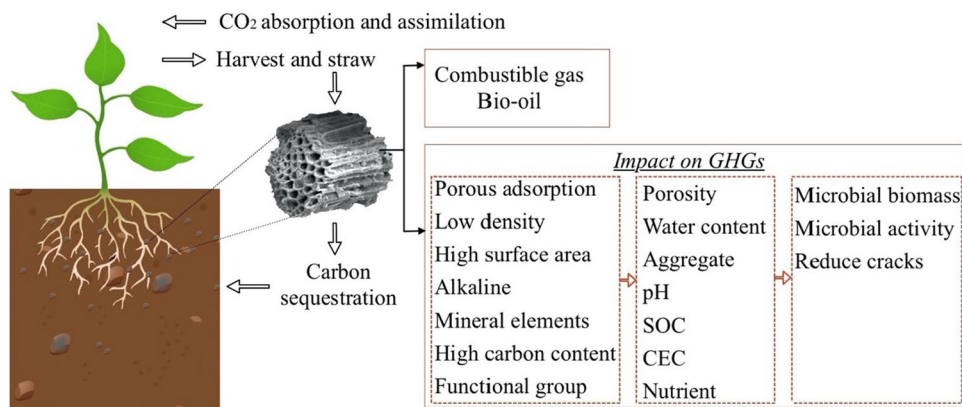 CO2 absorption and assimilation
Harvest and straw
Carbon
sequestration
Combustible gas
Bio-oil
Impact on GHGs
Porous adsorption
Low density
High surface area
Alkaline
Mineral elements
High carbon content
Functional group
Porosity
Water content
Aggregate
pH
SOC
CEC
Nutrient
Microbial biomass
Microbial activity
Reduce cracks